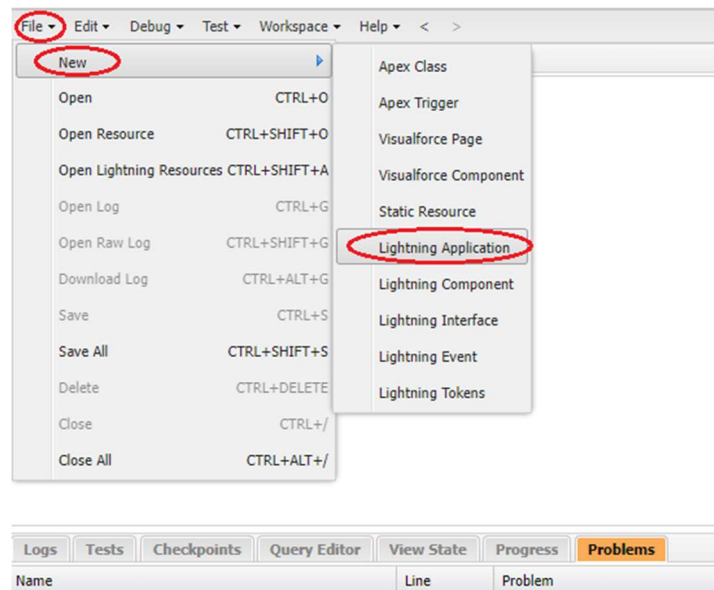 File Edit Debug Test Workspace Help < >
New
Open CTRL+O
Open Resource CTRL+SHIFT+O
Open Lightning Resources CTRL+SHIFT+A
Open Log CTRL+G
Open Raw Log CTRL+SHIFT+G
Download Log CTRL+ALT+G
Save CTRL+S
Save All CTRL+SHIFT+S
Delete CTRL+DELETE
Close CTRL+/
Close All CTRL+ALT+/
Apex Class
Apex Trigger
Visualforce Page
Visualforce Component
Static Resource
Lightning Application
Lightning Component
Lightning Interface
Lightning Event
Lightning Tokens
Logs Tests Checkpoints Query Editor View State Progress Problems
Name Line Problem